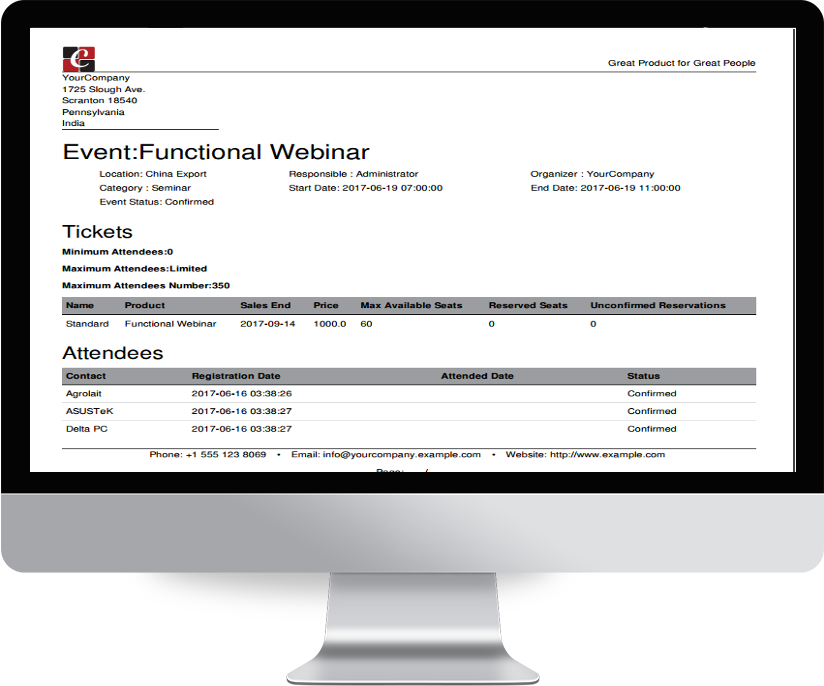 C
Great Product for Great People
YourCompany
1725 Slough Ave.
Scranton 18540
Pennsylvania
India
Event:Functional Webinar
Location: China Export Responsible : Administrator Organizer : YourCompany
Category : Seminar Start Date: 2017-06-19 07:00:00 End Date: 2017-06-19 11:00:00
Event Status: Confirmed
Tickets
Minimum Attendees:0
Maximum Attendees:Limited
Maximum Attendees Number:350
Name Product Sales End Price Max Available Seats Reserved Seats Unconfirmed Reservations
Standard Functional Webinar 2017-09-14 1000.0 60 0 0
Attendees
Contact Registration Date Attended Date Status
Agrolait 2017-06-16 03:38:26 Confirmed
ASUSTeK 2017-06-16 03:38:27 Confirmed
Delta PC 2017-06-16 03:38:27 Confirmed
Phone: +1 555 123 8069 • Email: info@yourcompany.example.com • Website: http://www.example.com
Page: /